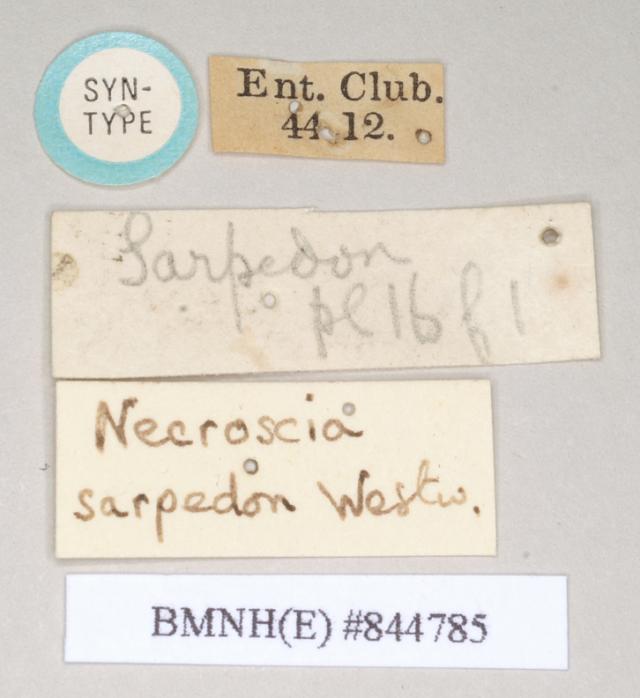 SYN-
TYPE
Ent. Club.
44 12.
Sarpedon
pl 16 f 1
Necroscia
sarpedon Westw.
BMNH(E) #844785